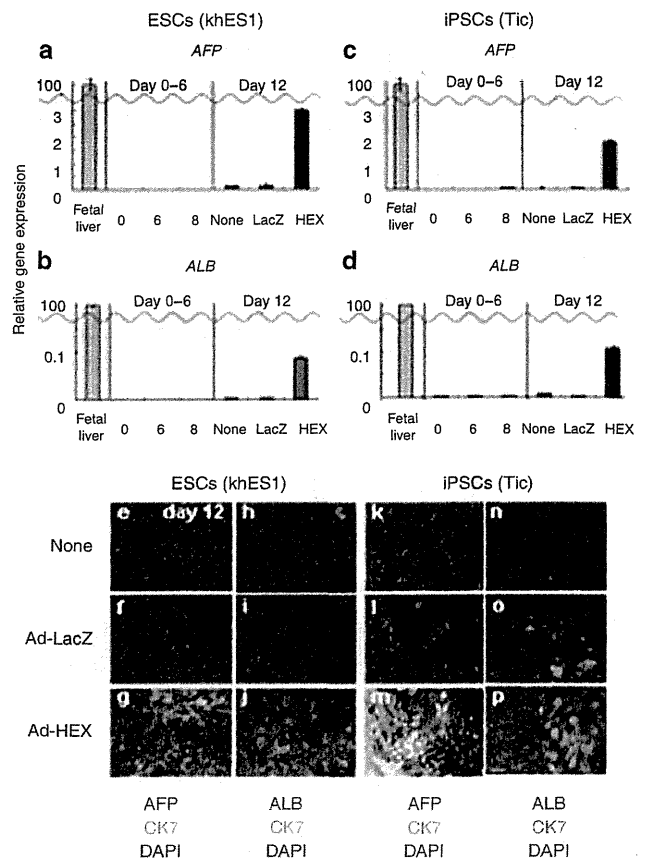 ESCs (khES1) iPSCs (Tic)
a AFP c AFP
Relative gene expression
100 Day 0–6 Day 12 100 Day 0–6 Day 12
3 3
2 2
1 1
0 0
Fetal liver 0 6 8 None LacZ HEX Fetal liver 0 6 8 None LacZ HEX
b ALB d ALB
100 Day 0–6 Day 12 100 Day 0–6 Day 12
0.1 0.1
0 0
Fetal liver 0 6 8 None LacZ HEX Fetal liver 0 6 8 None LacZ HEX
ESCs (khES1) iPSCs (Tic)
None e day 12 h k n
Ad-LacZ f i l o
Ad-HEX g j m p
AFP ALB AFP ALB
CK7 CK7 CK7 CK7
DAPI DAPI DAPI DAPI